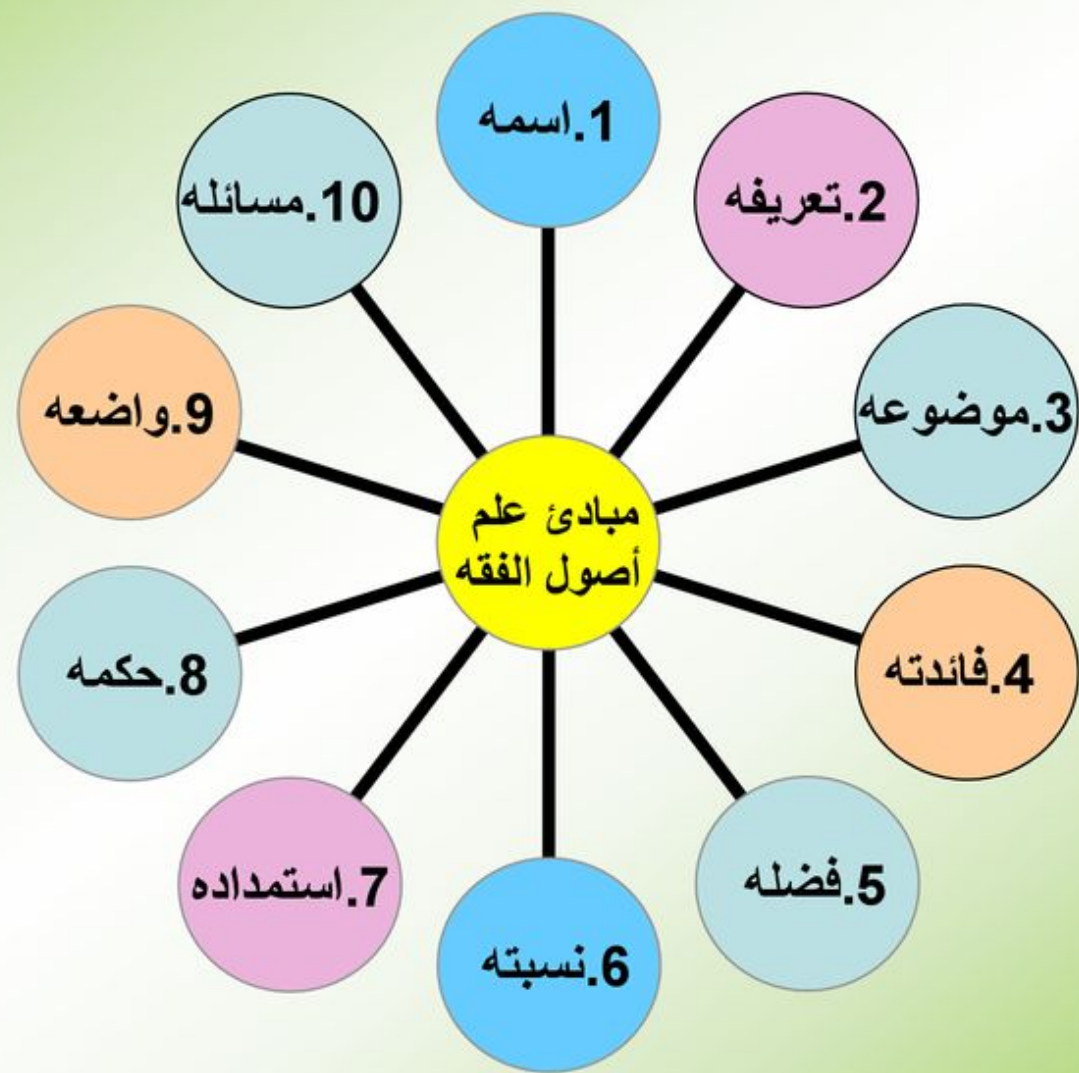 مبادئ علم
أصول الفقه
1.اسمه
2.تعريفه
3.موضوعه
4.فائدته
5.فضله
6.نسبته
7.استمداده
8.حكمه
9.واضعه
10.مسائله